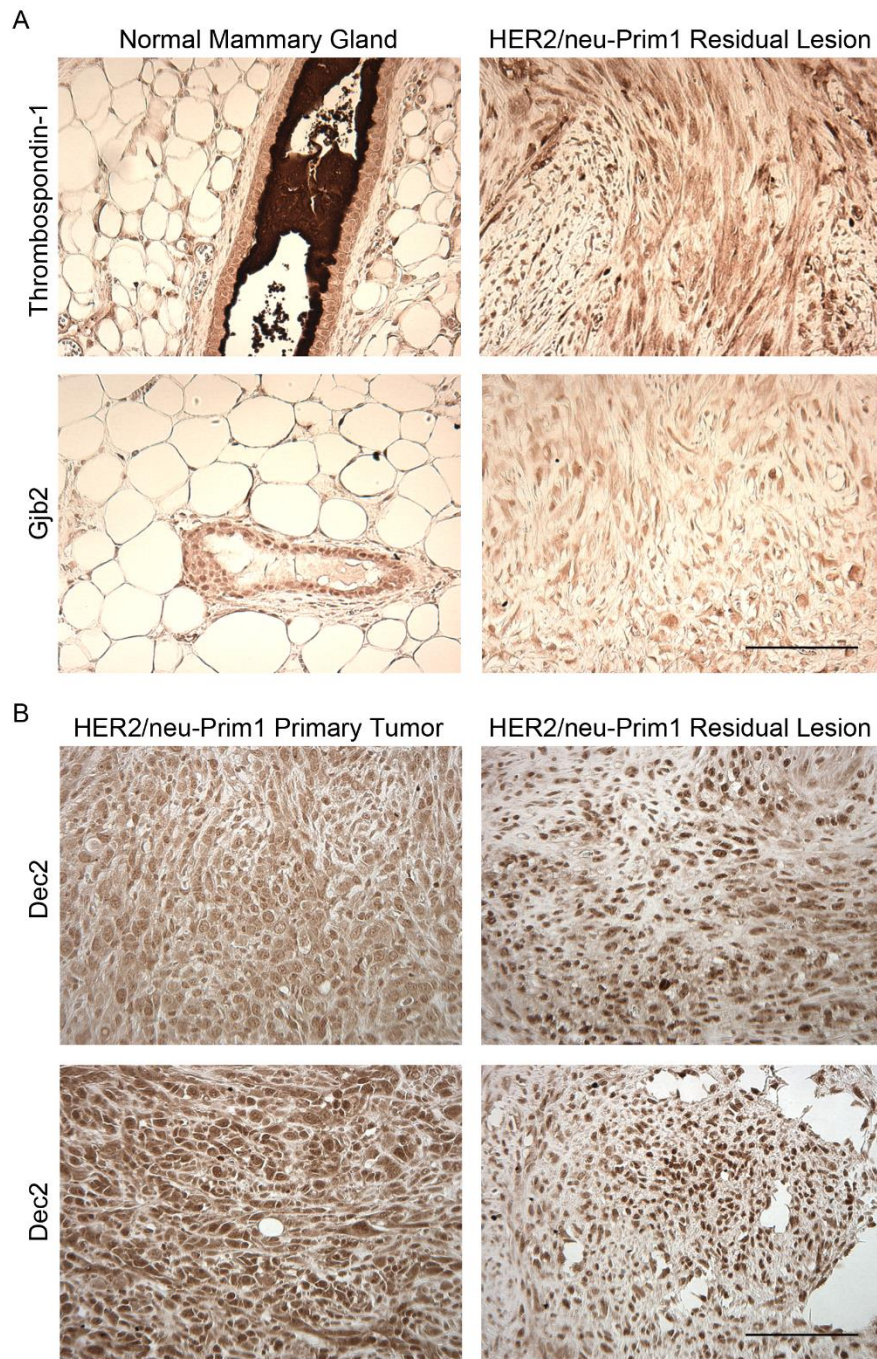 A
Normal Mammary Gland
HER2/neu-Prim1 Residual Lesion
Thrombospondin-1
Gjb2
B
HER2/neu-Prim1 Primary Tumor
HER2/neu-Prim1 Residual Lesion
Dec2
Dec2